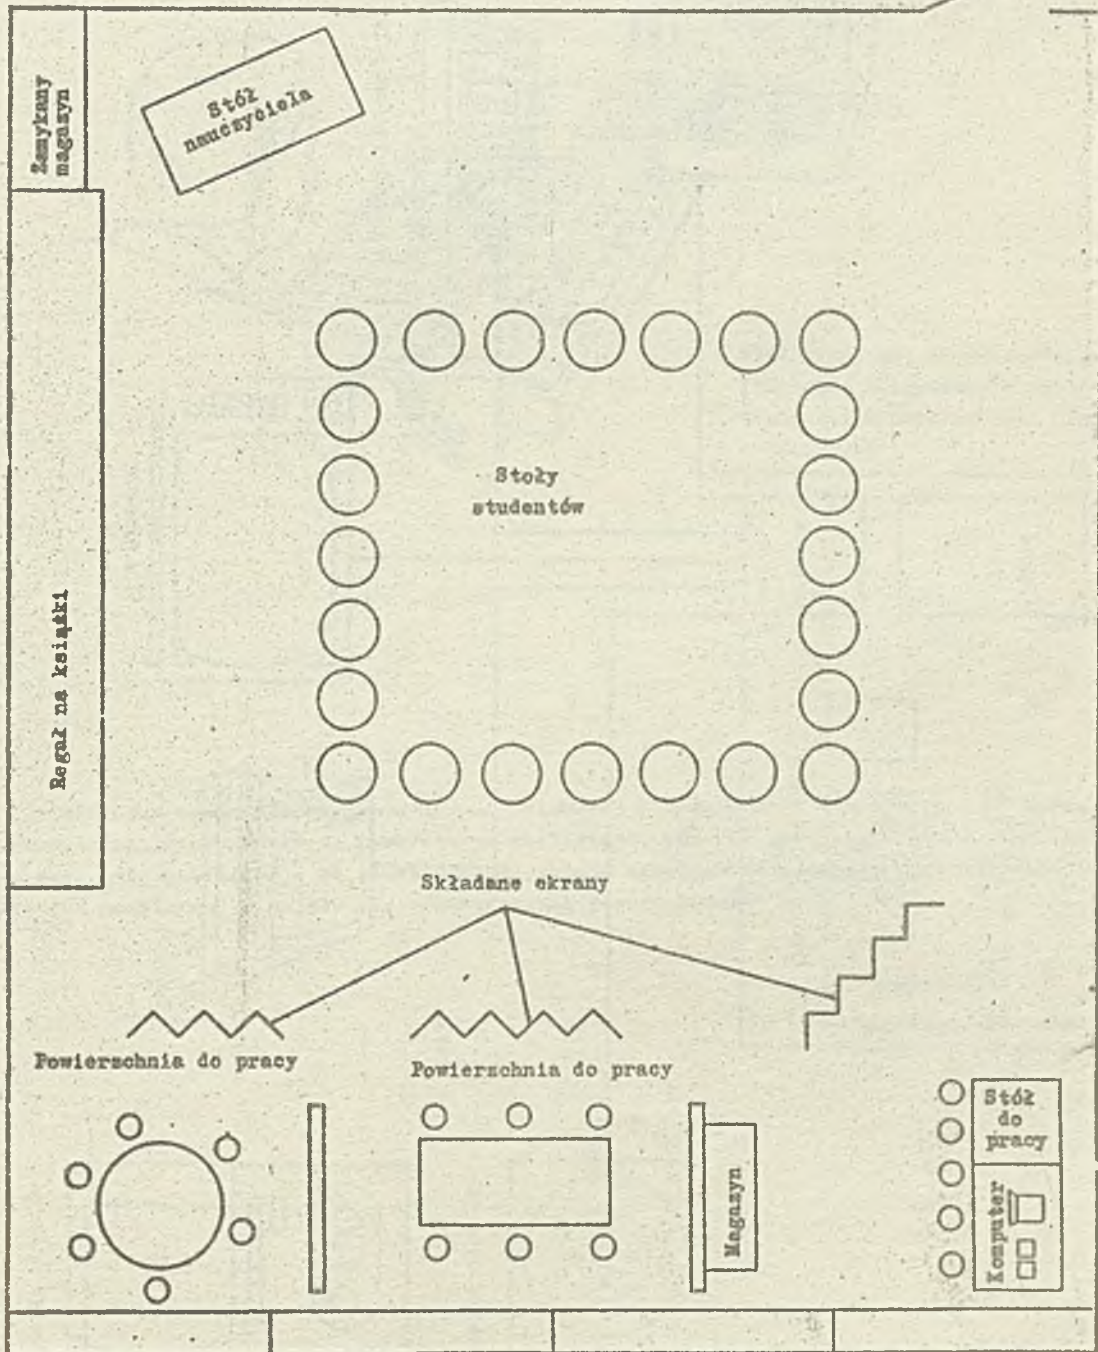 Zamykany
magazyn
Stół
nauczyciela
Regał na książki
Stoły
studentów
Składane ekrany
Powierzchnia do pracy
Powierzchnia do pracy
Magazyn
Stół
do
pracy
Komputer